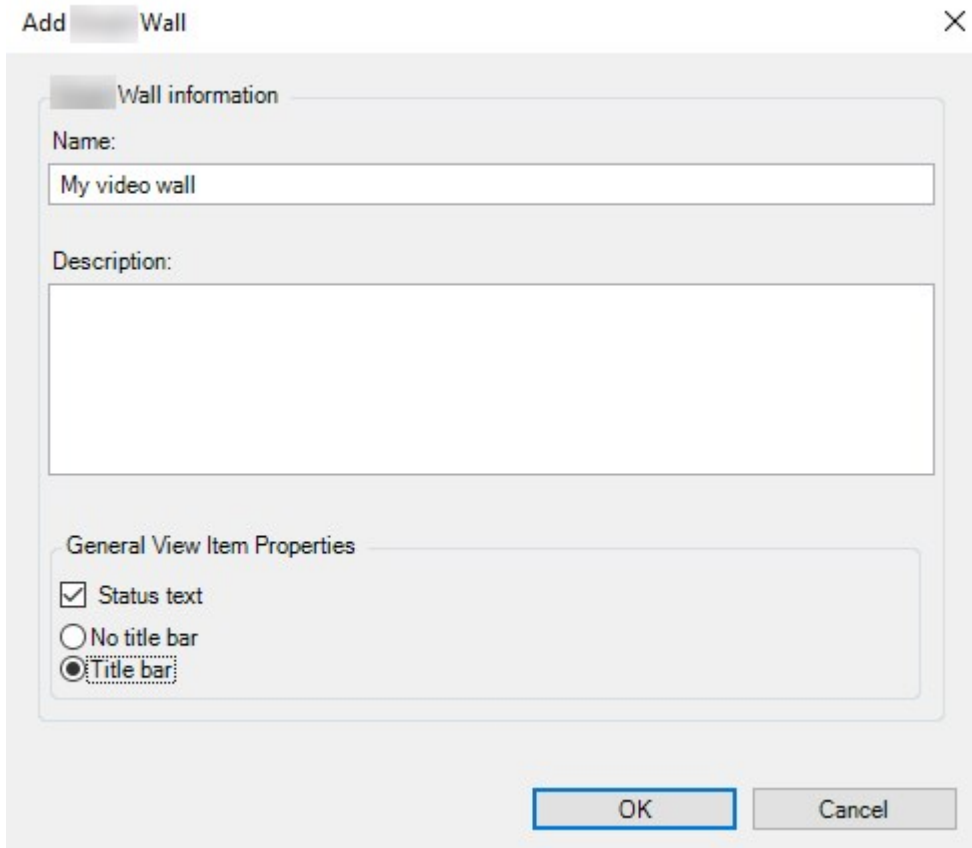 Add Wall
Wall information
Name:
My video wall
Description:
General View Item Properties
Status text
No title bar
Title bar
OK
Cancel